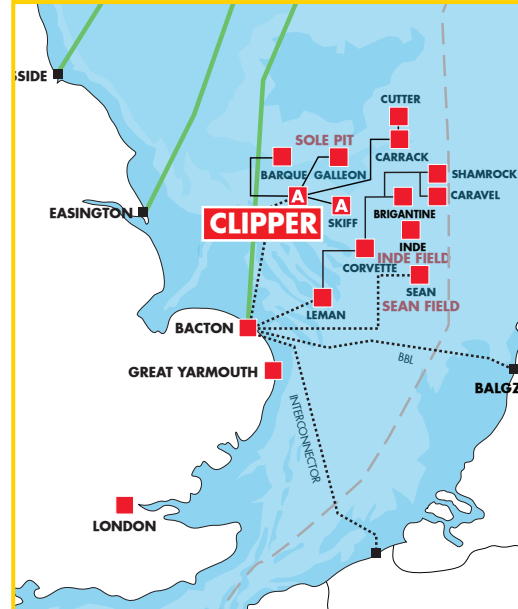 SSIDE
CUTTER
SOLE PIT
CARRACK
BARQUE
GALLEON
SHAMROCK
A
CARAVEL
A
BRIGANTINE
EASINGTON
CLIPPER
SKIFF
INDE
INDE FIELD
CORVETTE
SEAN
SEAN FIELD
LEMAN
BACTON
BBL
GREAT YARMOUTH
BALGZ
INTERCONNECTOR
LONDON